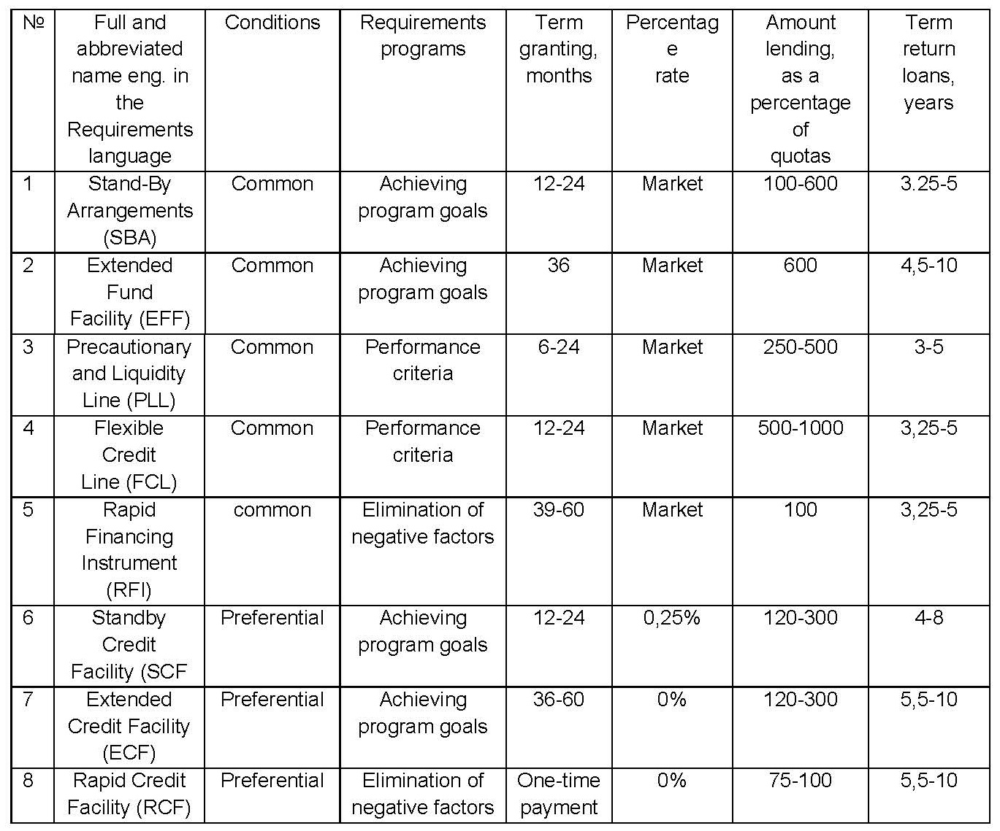 №
Full and
abbreviated
name eng. in
the
Requirements
language
Conditions
Requirements
programs
Term
granting,
months
Percentag
e
rate
Amount
lending,
as a
percentage
of
quotas
Term
return
loans,
years
1
Stand-By
Arrangements
(SBA)
Common
Achieving
program goals
12-24
Market
100-600
3.25-5
2
Extended
Fund
Facility (EFF)
Common
Achieving
program goals
36
Market
600
4,5-10
3
Precautionary
and Liquidity
Line (PLL)
Common
Performance
criteria
6-24
Market
250-500
3-5
4
Flexible
Credit
Line (FCL)
Common
Performance
criteria
12-24
Market
500-1000
3,25-5
5
Rapid
Financing
Instrument
(RFI)
common
Elimination of
negative factors
39-60
Market
100
3,25-5
6
Standby
Credit
Facility (SCF
Preferential
Achieving
program goals
12-24
0,25%
120-300
4-8
7
Extended
Credit Facility
(ECF)
Preferential
Achieving
program goals
36-60
0%
120-300
5,5-10
8
Rapid Credit
Facility (RCF)
Preferential
Elimination of
negative factors
One-time
payment
0%
75-100
5,5-10